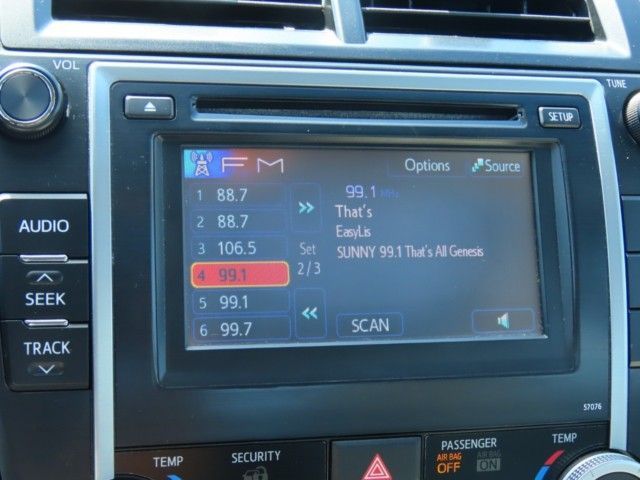 VOL
TUNE
SETUP
FM
Options
Source
1 88.7
99.1 MHz
That's
2 88.7
EasyLis
3 106.5
Set
SUNNY 99.1 That's All Genesis
4 99.1
2/3
5 99.1
6 99.7
SCAN
AUDIO
SEEK
TRACK
57076
TEMP
SECURITY
PASSENGER
AIR BAG
OFF
AIR BAG
ON
TEMP